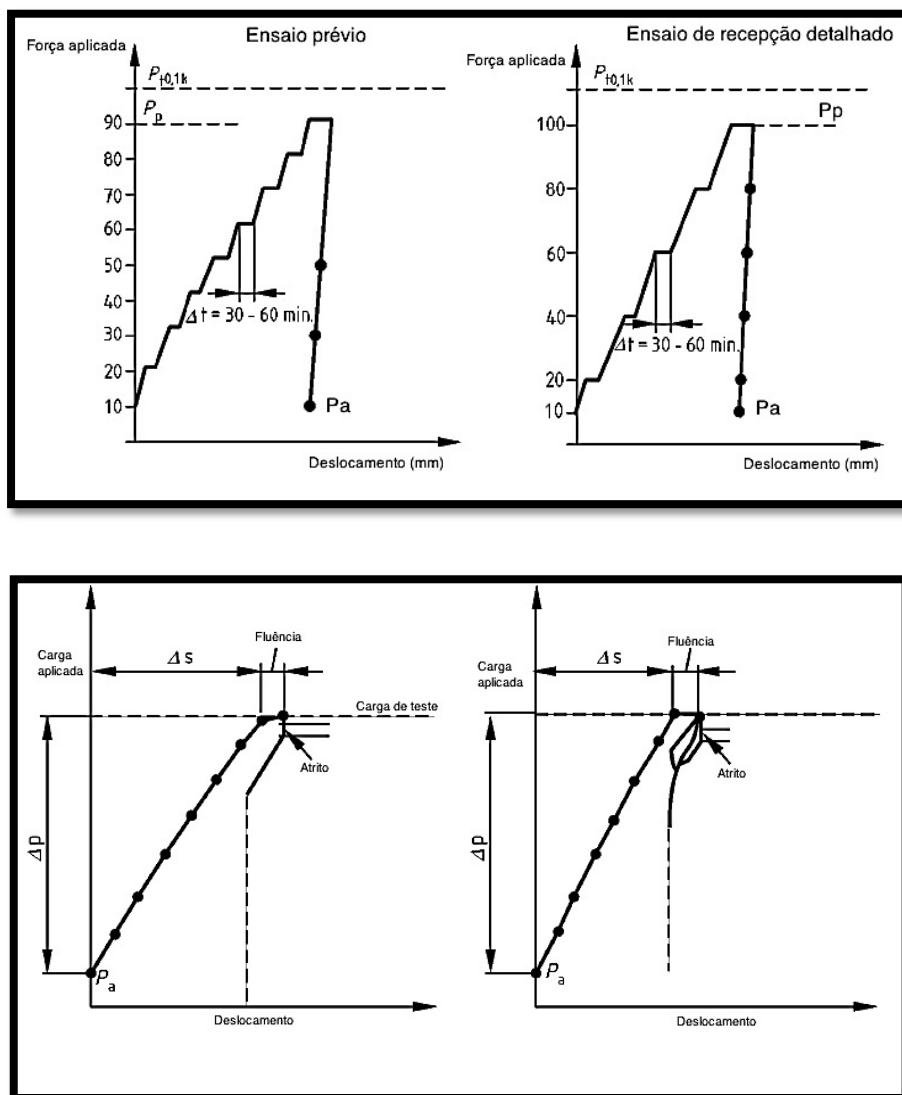 Ensaio prévio
Força aplicada
Pt0,1k
Pp
90
80
70
60
50
40
30
20
10
Δt = 30 - 60 min.
Pa
Deslocamento (mm)
Ensaio de recepção detalhado
Força aplicada
Pt0,1k
Pp
100
80
60
40
20
10
Δt = 30 - 60 min.
Pa
Deslocamento (mm)
Carga
aplicada
Δs
Fluência
Carga de teste
Atrito
Δp
Pa
Deslocamento
Carga
aplicada
Δs
Fluência
Atrito
Δp
Pa
Deslocamento